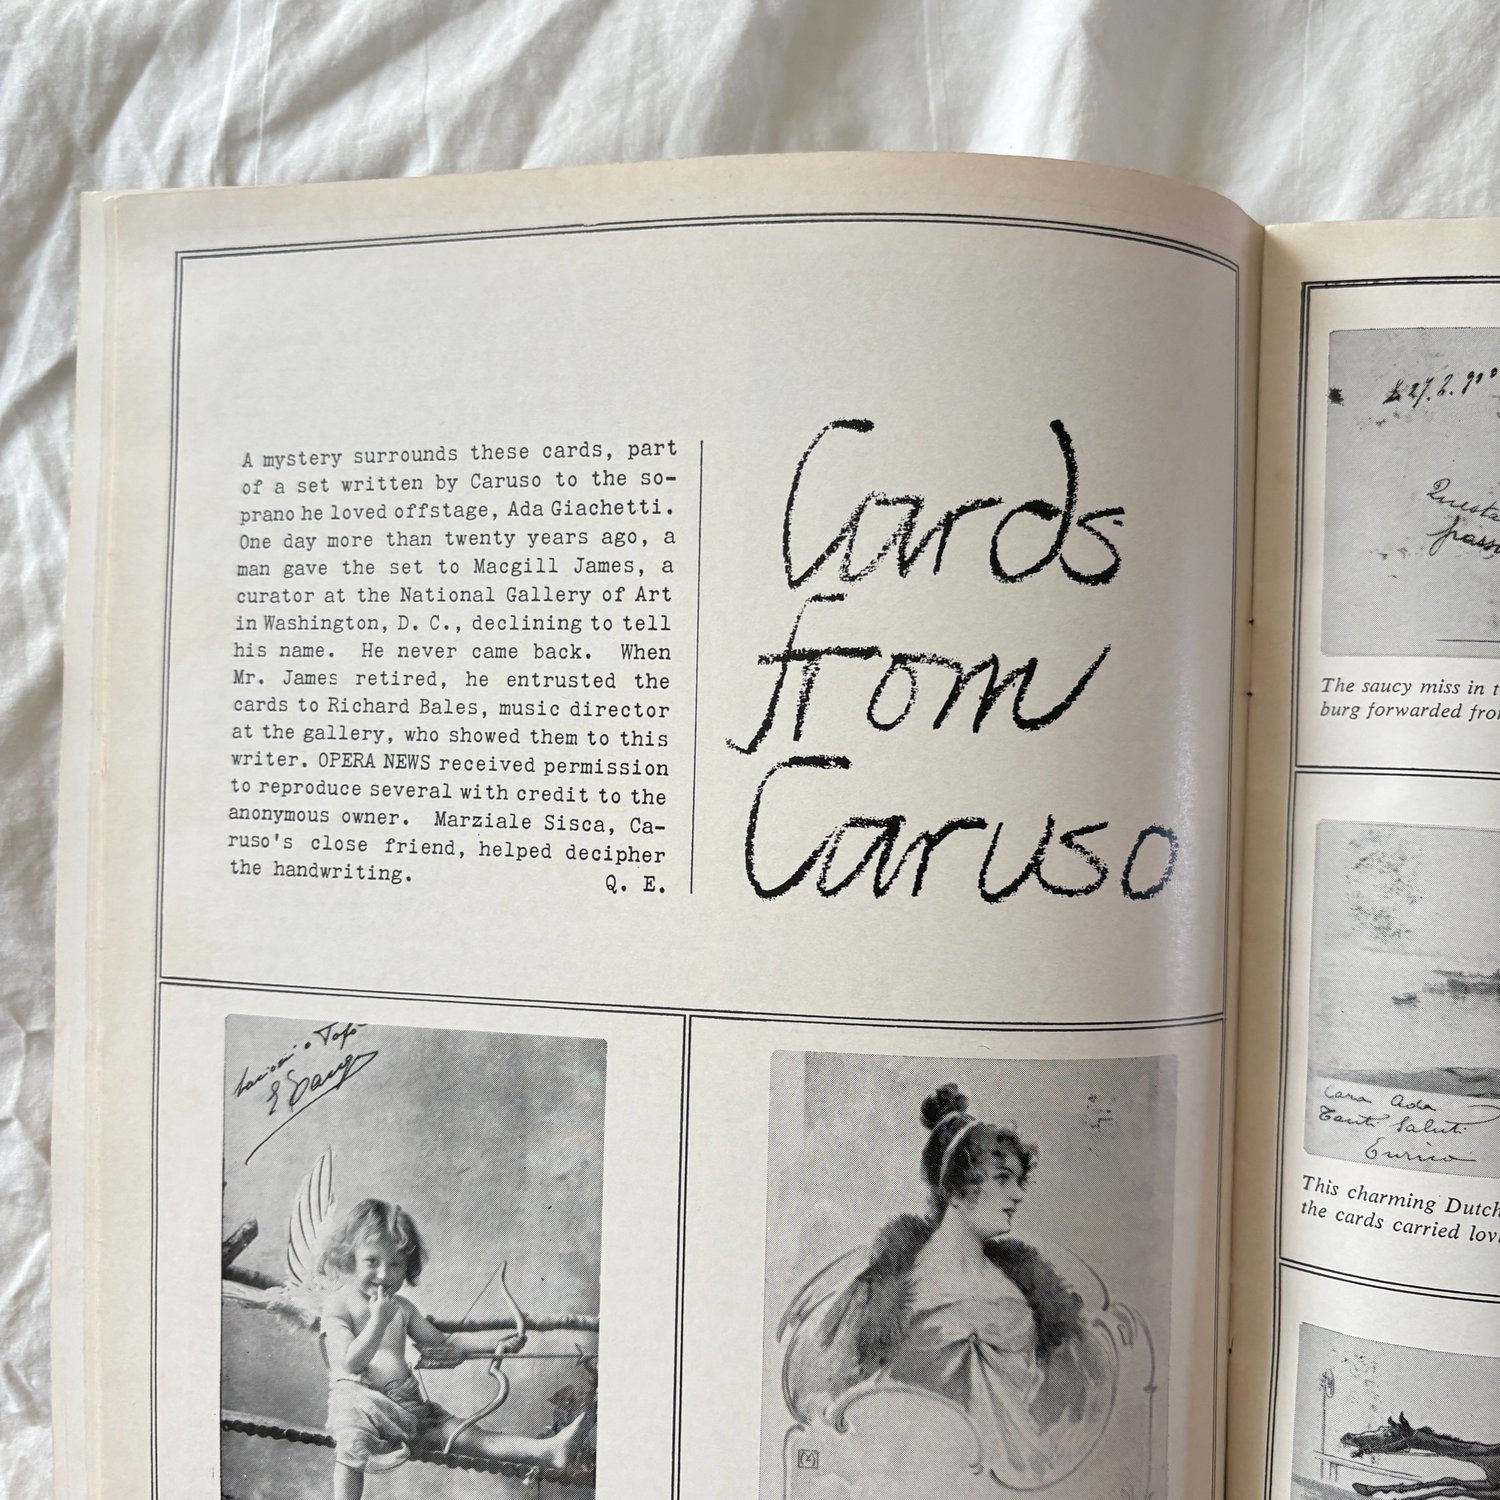 A mystery surrounds these cards, part
of a set written by Caruso to the so-
prano he loved offstage, Ada Giachetti.
One day more than twenty years ago, a
man gave the set to Macgill James, a
curator at the National Gallery of Art
in Washington, D. C., declining to tell
his name. He never came back. When
Mr. James retired, he entrusted the
cards to Richard Bales, music director
at the gallery, who showed them to this
writer. OPERA NEWS received permission
to reproduce several with credit to the
anonymous owner. Marziale Sisca, Ca-
ruso's close friend, helped decipher
the handwriting.
Q. E.
Cards
from
Caruso
The saucy miss in
burg forwarded
Cara Ada
Tanti Saluti
Enrico
This charming
the cards carried